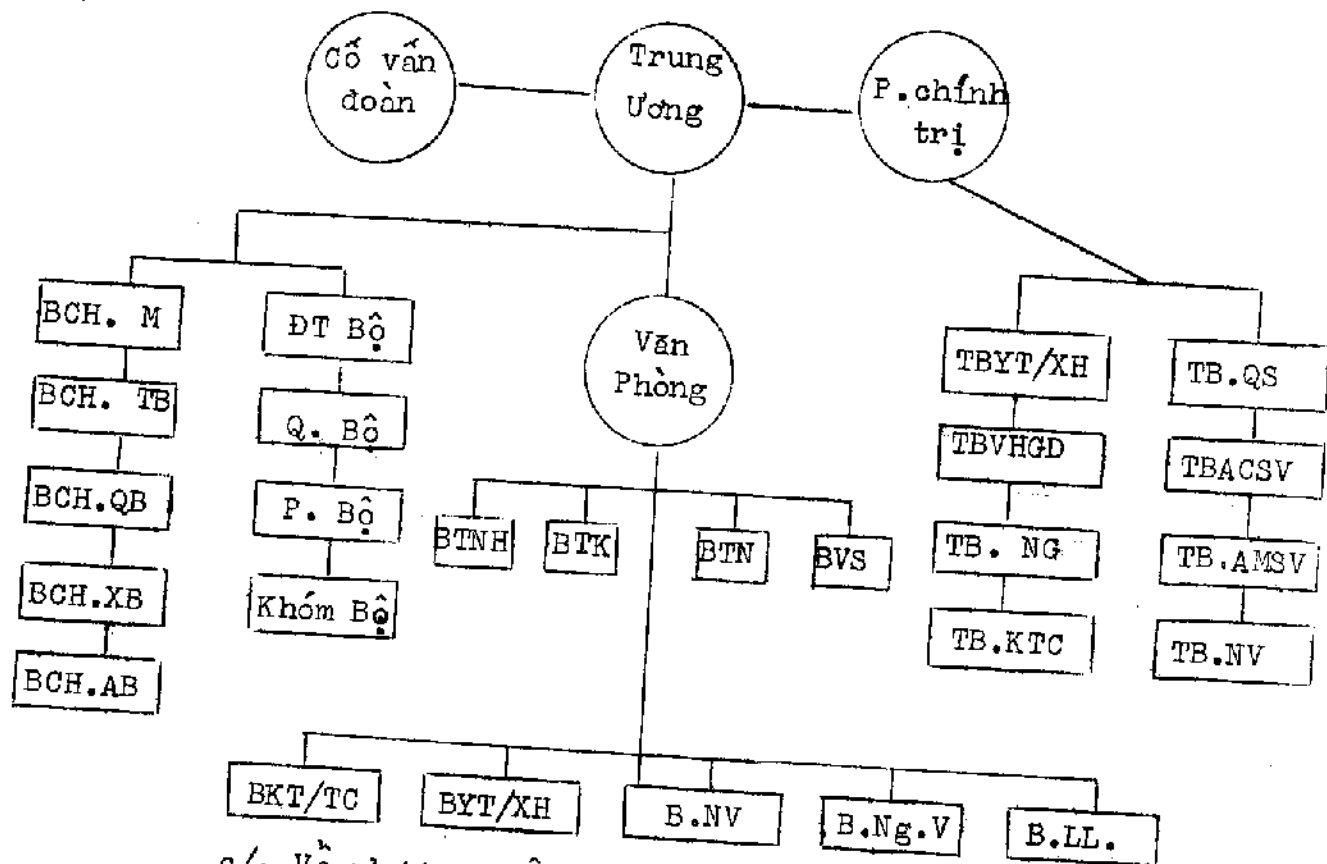 Cố vấn
đoàn
Trung
Ương
P.chính
trị
BCH. M
BCH. TB
BCH.QB
BCH.XB
BCH.AB
ĐT Bộ
Q. Bộ
P. Bộ
Khóm Bộ
Văn
Phòng
BTNH
BTK
BTN
BVS
TBYT/XH
TBVHGD
TB. NG
TB.KTC
TB.QS
TBACSV
TB.AMSV
TB.NV
BKT/TC
BYT/XH
B.NV
B.Ng.V
B.LL.